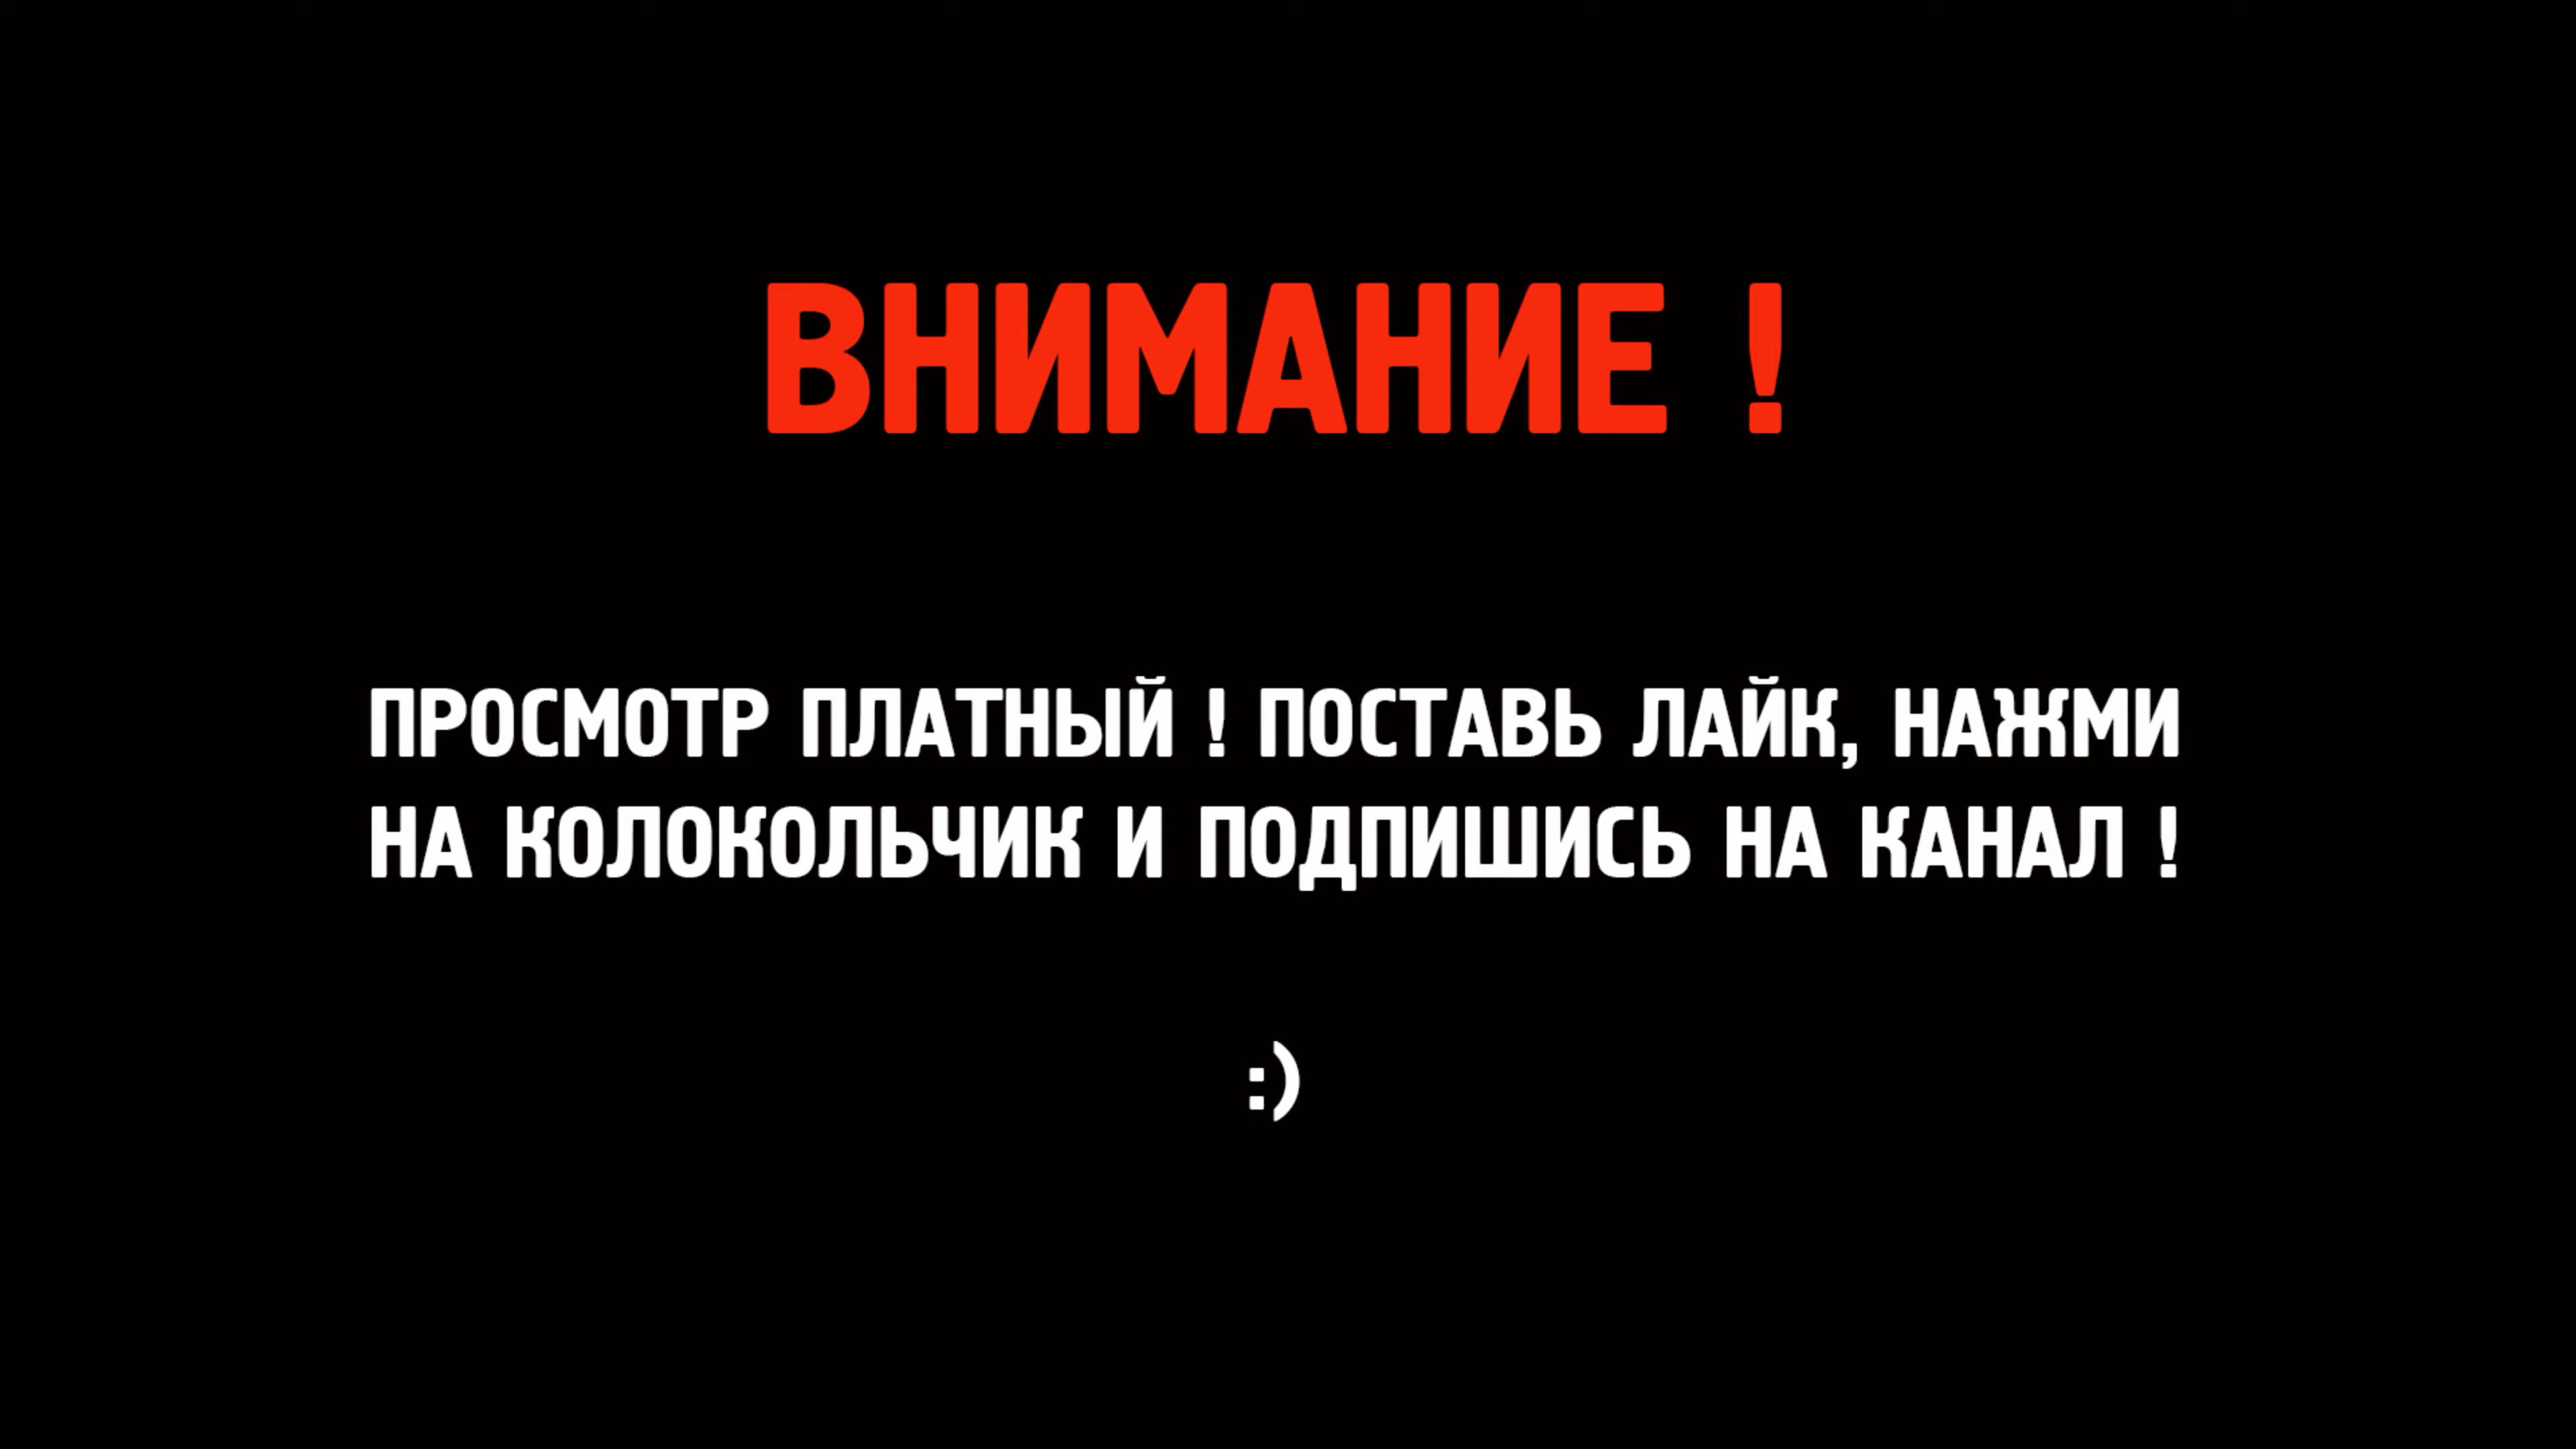 ВНИМАНИЕ !
ПРОСМОТР ПЛАТНЫЙ ! ПОСТАВЬ ЛАЙК, НАЖМИ
НА КОЛОКОЛЬЧИК И ПОДПИШИСЬ НА КАНАЛ !
:)